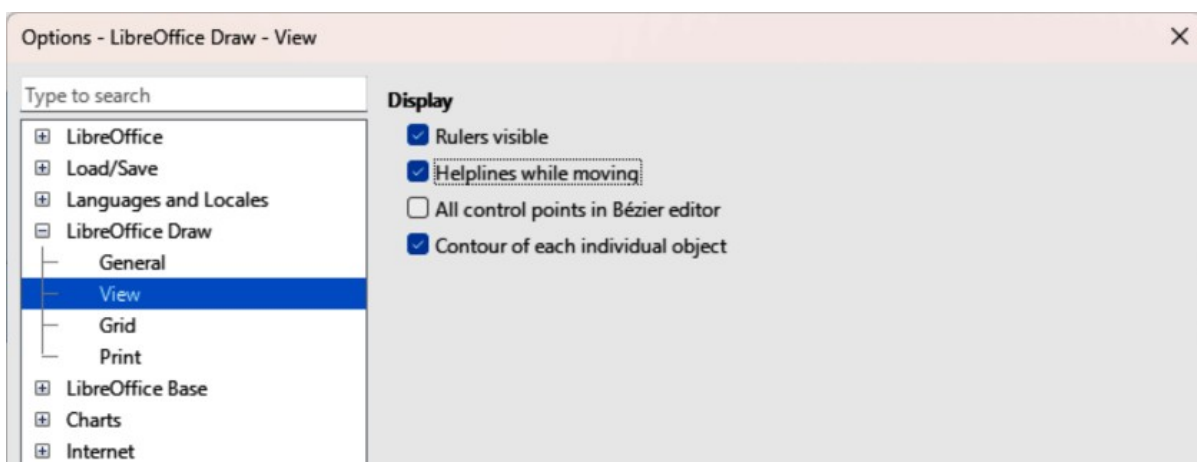 Options - LibreOffice Draw - View
Type to search
LibreOffice
Load/Save
Languages and Locales
LibreOffice Draw
General
View
Grid
Print
LibreOffice Base
Charts
Internet
Display
Rulers visible
Helplines while moving
All control points in Bézier editor
Contour of each individual object